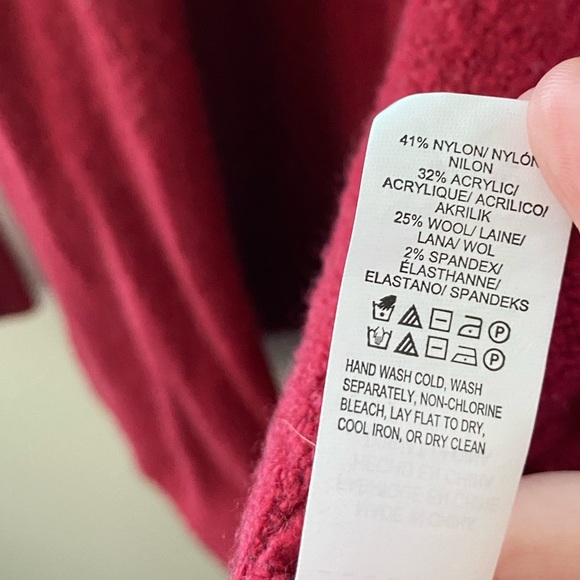 41% NYLON/ NYLÓN
NILON
32% ACRYLIC/
ACRYLIQUE/ ACRILICO/
AKRILIK
25% WOOL/ LAINE/
LANA/ WOL
2% SPANDEX/
ÉLASTHANNE/
ELASTANO/ SPANDEKS
P
P
HAND WASH COLD, WASH
SEPARATELY, NON-CHLORINE
BLEACH, LAY FLAT TO DRY,
COOL IRON, OR DRY CLEAN